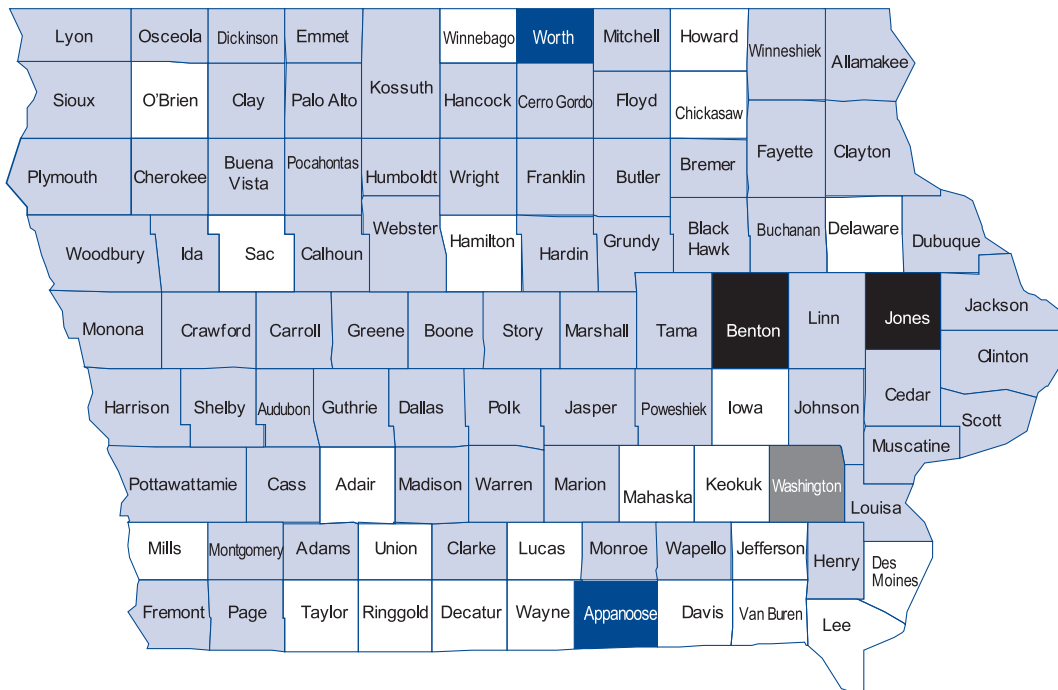 Lyon
Osceola
Dickinson
Emmet
Winnebago
Worth
Mitchell
Howard
Winneshiek
Allamakee
Sioux
O'Brien
Clay
Palo Alto
Kossuth
Hancock
Cerro Gordo
Floyd
Chickasaw
Plymouth
Cherokee
Buena
Vista
Pocahontas
Humboldt
Wright
Franklin
Butler
Bremer
Fayette
Clayton
Woodbury
Ida
Sac
Calhoun
Webster
Hamilton
Hardin
Grundy
Black
Hawk
Buchanan
Delaware
Dubuque
Monona
Crawford
Carroll
Greene
Boone
Story
Marshall
Tama
Benton
Linn
Jones
Jackson
Clinton
Harrison
Shelby
Audubon
Guthrie
Dallas
Polk
Jasper
Poweshiek
Iowa
Johnson
Cedar
Scott
Muscatine
Pottawattamie
Cass
Adair
Madison
Warren
Marion
Mahaska
Keokuk
Washington
Louisa
Mills
Montgomery
Adams
Union
Clarke
Lucas
Monroe
Wapello
Jefferson
Henry
Des
Moines
Fremont
Page
Taylor
Ringgold
Decatur
Wayne
Appanoose
Davis
Van Buren
Lee